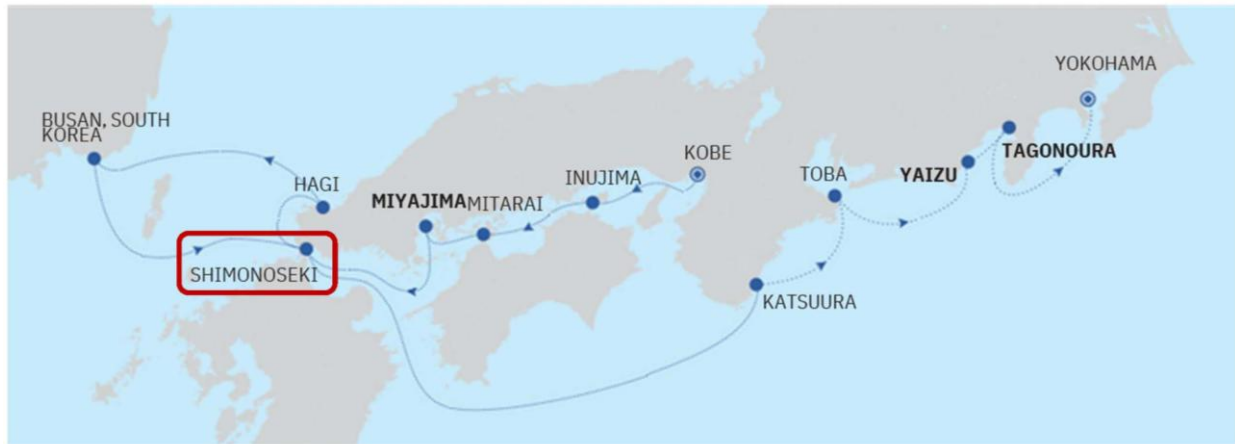 YOKOHAMA
BUSAN, SOUTH
KOREA
KOBE
TAGONOURA
TOBA
YAIZU
INUJIMA
HAGI
MIYAJIMA
MITARAI
SHIMONOSEKI
KATSUURA